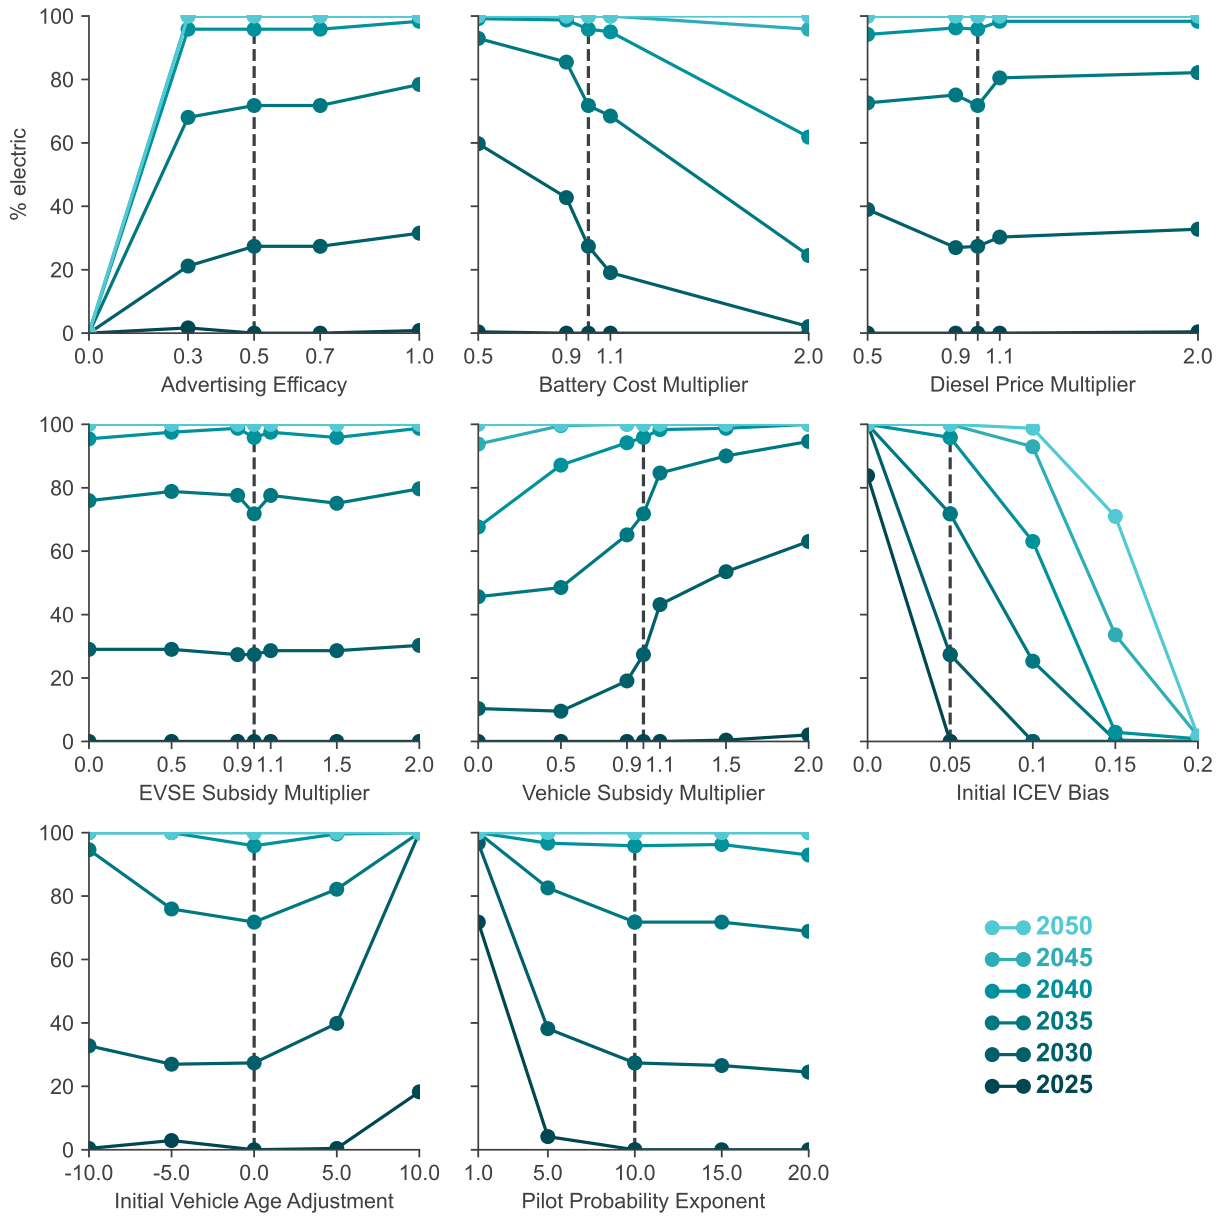 % electric
100
80
60
40
20
0
0.0 0.3 0.5 0.7 1.0
Advertising Efficacy
0.5 0.9 1.1 2.0
Battery Cost Multiplier
0.5 0.9 1.1 2.0
Diesel Price Multiplier
100
80
60
40
20
0
0.0 0.5 0.9 1.1 1.5 2.0
EVSE Subsidy Multiplier
0.0 0.5 0.9 1.1 1.5 2.0
Vehicle Subsidy Multiplier
0.0 0.05 0.1 0.15 0.2
Initial ICEV Bias
100
80
60
40
20
0
-10.0 -5.0 0.0 5.0 10.0
Initial Vehicle Age Adjustment
1.0 5.0 10.0 15.0 20.0
Pilot Probability Exponent
2050
2045
2040
2035
2030
2025